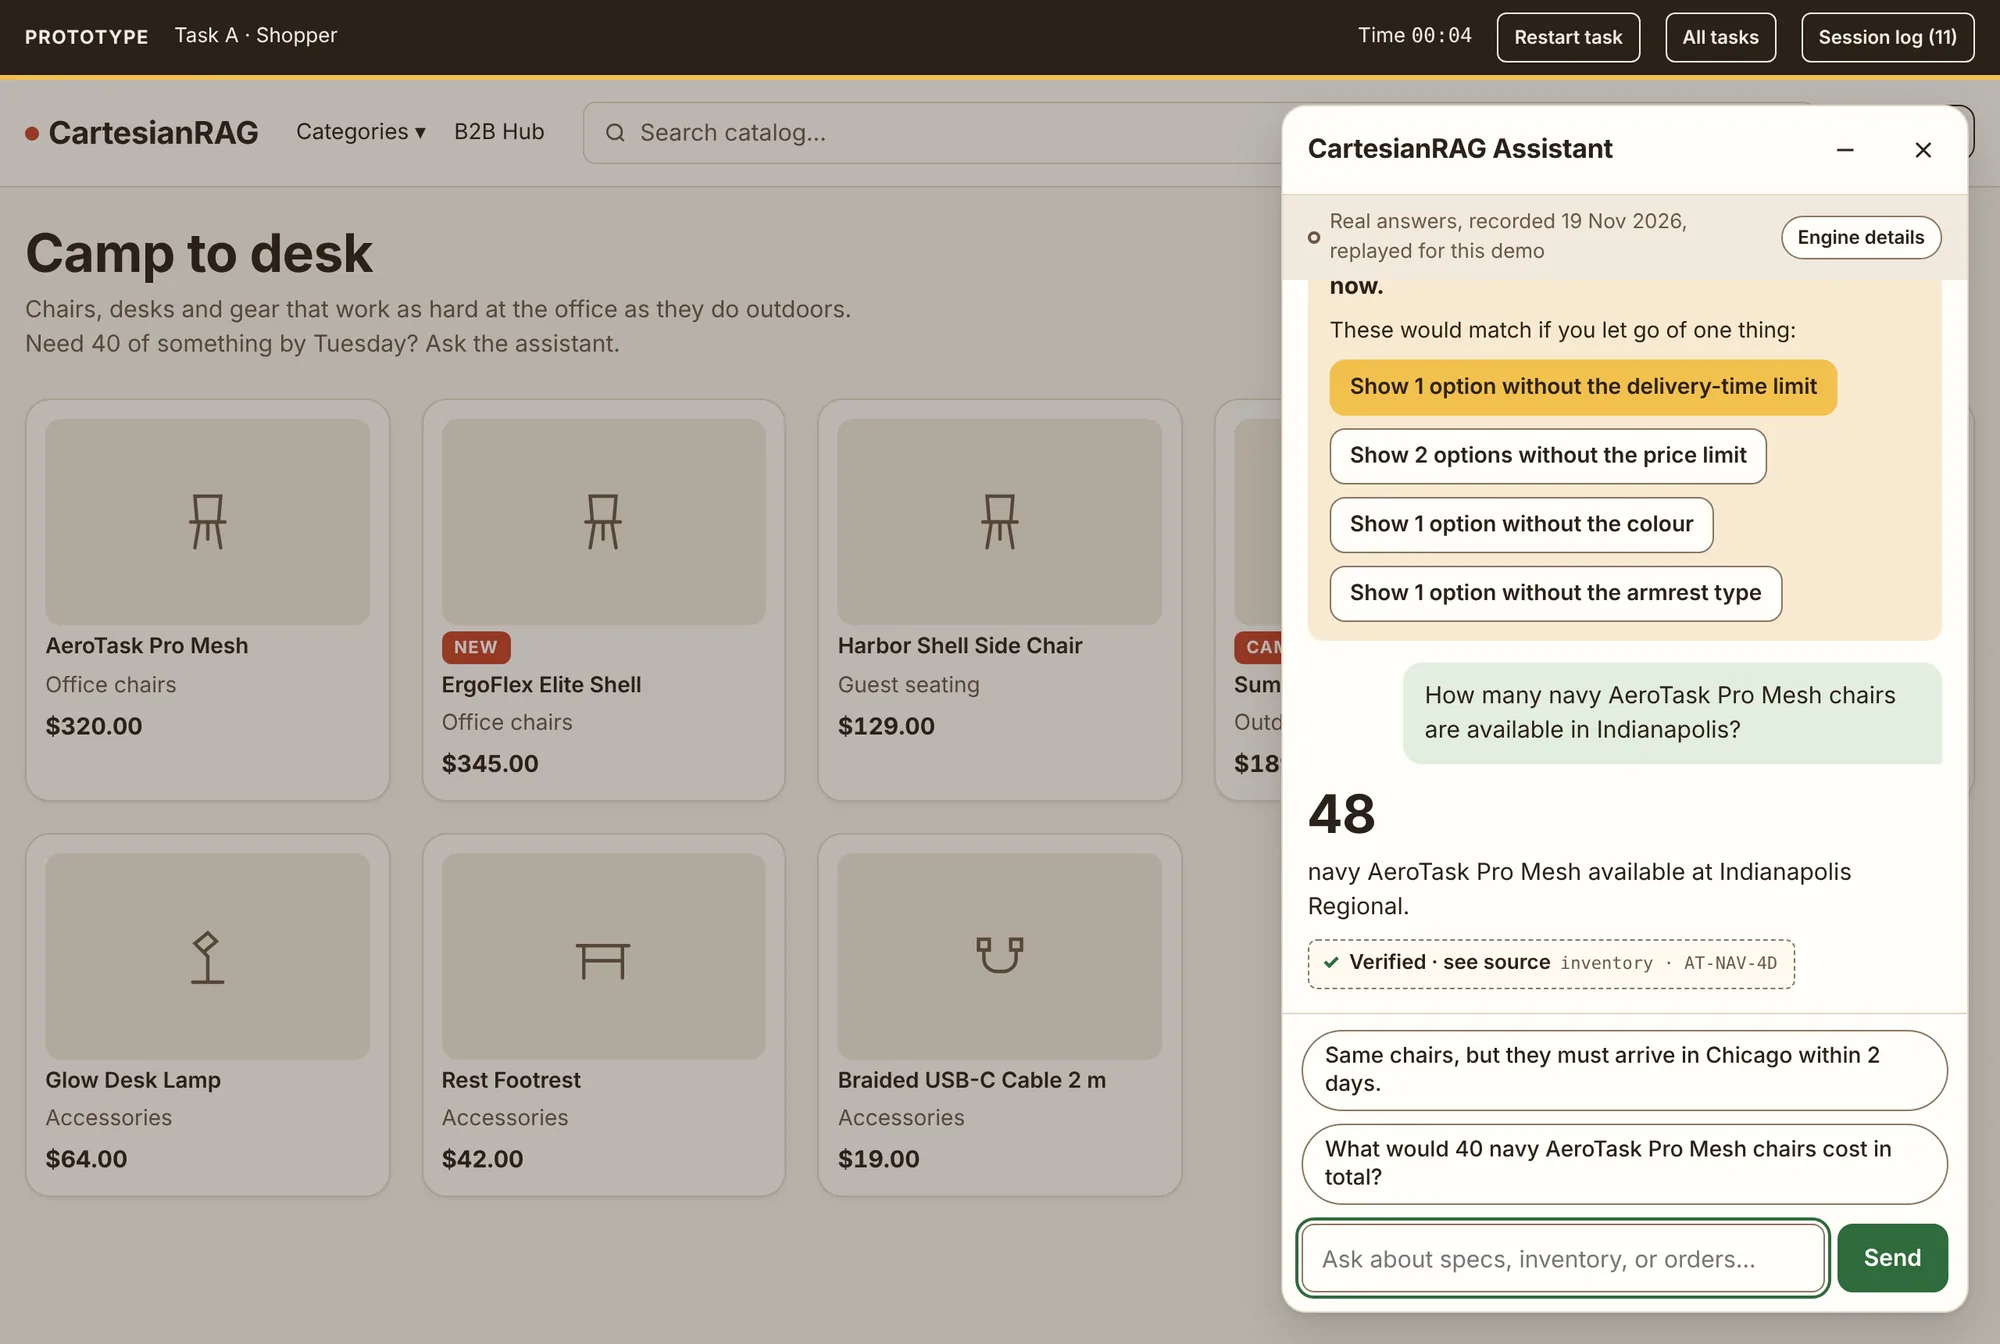 PROTOTYPE Task A · Shopper Time 00:04 Restart task All tasks Session log (11)
CartesianRAG Categories ▾ B2B Hub Search catalog...
Camp to desk
Chairs, desks and gear that work as hard at the office as they do outdoors.
Need 40 of something by Tuesday? Ask the assistant.
AeroTask Pro Mesh
Office chairs
$320.00
NEW
ErgoFlex Elite Shell
Office chairs
$345.00
Harbor Shell Side Chair
Guest seating
$129.00
Glow Desk Lamp
Accessories
$64.00
Rest Footrest
Accessories
$42.00
Braided USB-C Cable 2 m
Accessories
$19.00
CartesianRAG Assistant
Real answers, recorded 19 Nov 2026,
replayed for this demo
Engine details
now.
These would match if you let go of one thing:
Show 1 option without the delivery-time limit
Show 2 options without the price limit
Show 1 option without the colour
Show 1 option without the armrest type
How many navy AeroTask Pro Mesh chairs
are available in Indianapolis?
48
navy AeroTask Pro Mesh available at Indianapolis
Regional.
✓ Verified · see source inventory · AT-NAV-4D
Same chairs, but they must arrive in Chicago within 2
days.
What would 40 navy AeroTask Pro Mesh chairs cost in
total?
Ask about specs, inventory, or orders...
Send